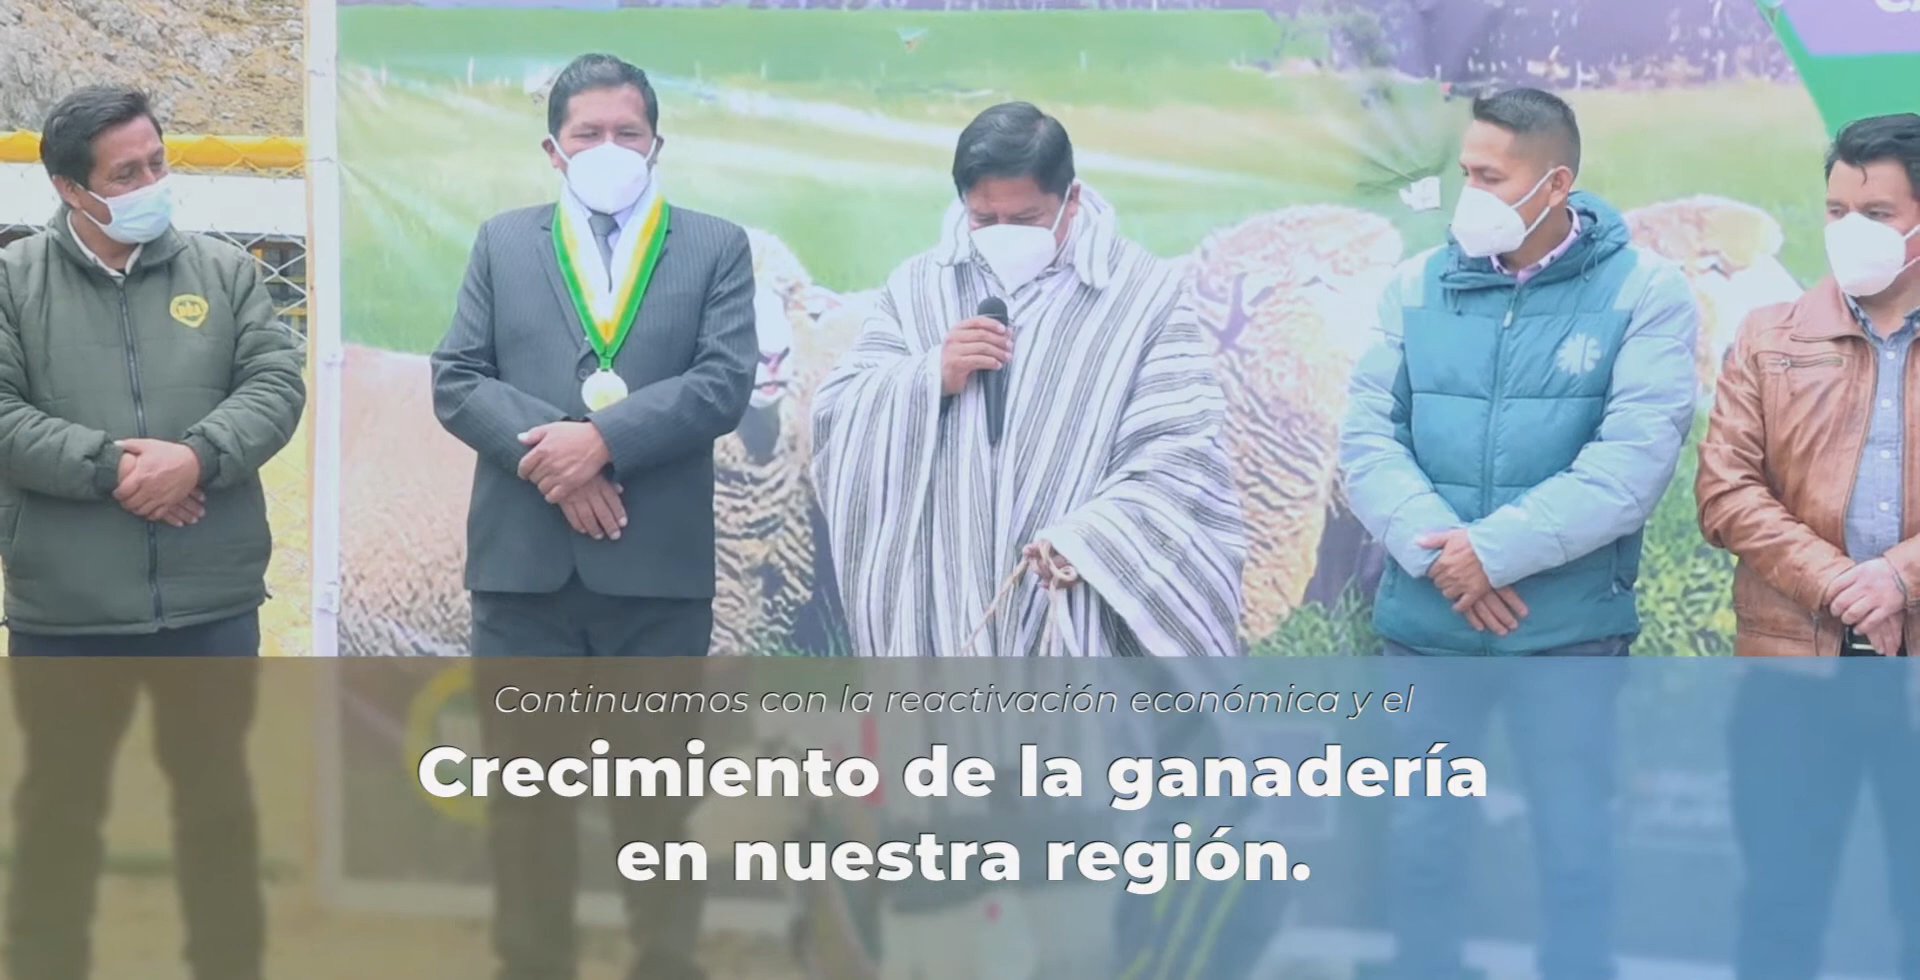 Continuamos con la reactivación económica y el
Crecimiento de la ganadería
en nuestra región.